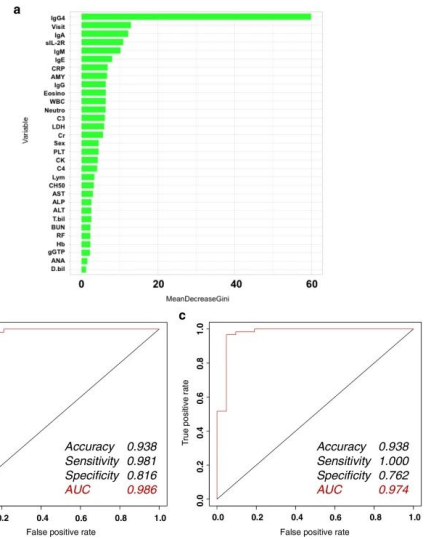 a
IgG4
Visit
IgA
sIL-2R
IgM
IgE
CRP
AMY
IgG
Eosino
WBC
Neutro
C3
LDH
Cr
Sex
PLT
CK
C4
Lym
CH50
AST
ALP
ALT
T.bil
BUN
RF
Hb
gGTP
ANA
D.bil
Variable
0 20 40 60
MeanDecreaseGini
Accuracy 0.938
Sensitivity 0.981
Specificity 0.816
AUC 0.986
0.2 0.4 0.6 0.8 1.0
False positive rate
c
True positive rate
1.0
0.8
0.6
0.4
0.2
0.0
Accuracy 0.938
Sensitivity 1.000
Specificity 0.762
AUC 0.974
0.0 0.2 0.4 0.6 0.8 1.0
False positive rate